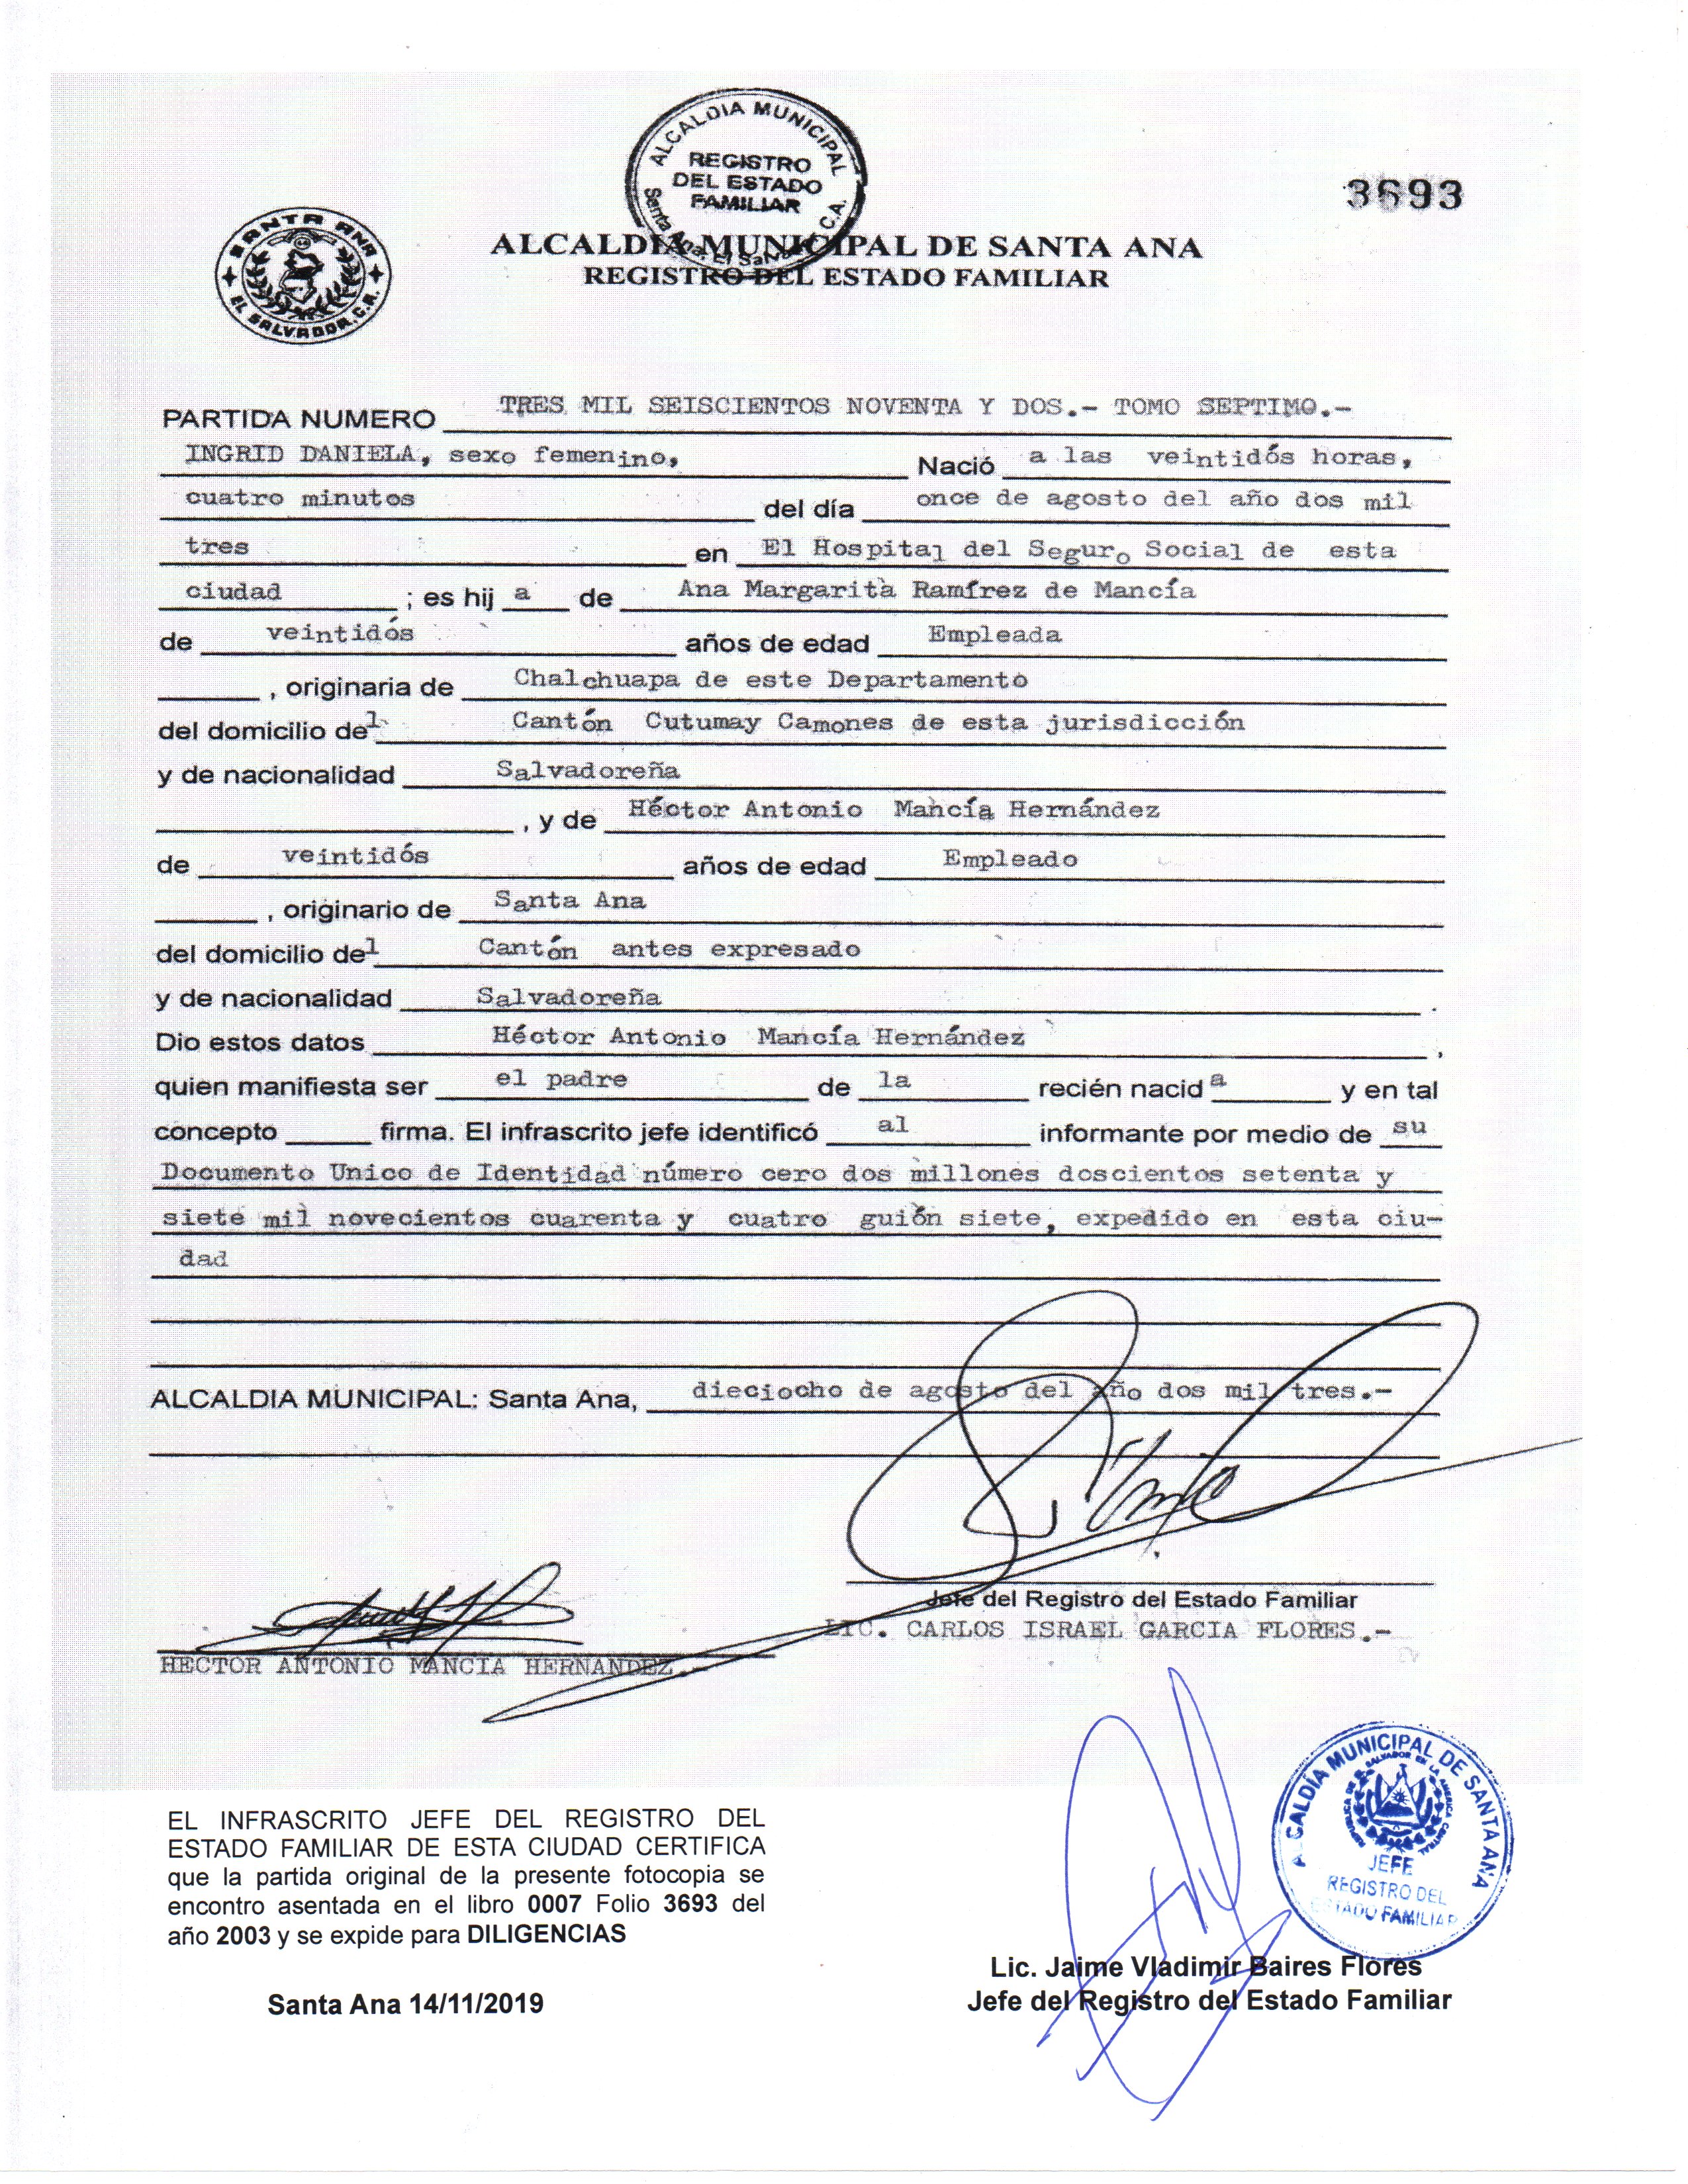 ALCALDIA MUNICIPAL
REGISTRO
DEL ESTADO
FAMILIAR
Santa Ana, El Salvador C.A.
3693
SANTA ANA
EL SALVADOR, C.A.
ALCALDIA MUNICIPAL DE SANTA ANA
REGISTRO DEL ESTADO FAMILIAR
PARTIDA NUMERO TRES MIL SEISCIENTOS NOVENTA Y DOS.- TOMO SEPTIMO.-
INGRID DANIELA, sexo femenino, Nació a las veintidós horas,
cuatro minutos del día once de agosto del año dos mil
tres en El Hospital del Seguro Social de esta
ciudad ; es hij a de Ana Margarita Ramírez de Mancía
de veintidós años de edad Empleada
, originaria de Chalchuapa de este Departamento
del domicilio del Cantón Cutumay Camones de esta jurisdicción
y de nacionalidad Salvadoreña
, y de Héctor Antonio Mancía Hernández
de veintidós años de edad Empleado
, originario de Santa Ana
del domicilio del Cantón antes expresado
y de nacionalidad Salvadoreña .
Dio estos datos Héctor Antonio Mancía Hernández ,
quien manifiesta ser el padre de la recién nacid a y en tal
concepto firma. El infrascrito jefe identificó al informante por medio de su
Documento Unico de Identidad número cero dos millones doscientos setenta y
siete mil novecientos cuarenta y cuatro guión siete, expedido en esta ciu-
dad
ALCALDIA MUNICIPAL: Santa Ana, dieciocho de agosto del año dos mil tres.-
Jefe del Registro del Estado Familiar
LIC. CARLOS ISRAEL GARCIA FLORES.-
HECTOR ANTONIO MANCIA HERNANDEZ.-
EL INFRASCRITO JEFE DEL REGISTRO DEL
ESTADO FAMILIAR DE ESTA CIUDAD CERTIFICA
que la partida original de la presente fotocopia se
encontro asentada en el libro 0007 Folio 3693 del
año 2003 y se expide para DILIGENCIAS
Santa Ana 14/11/2019
ALCALDÍA MUNICIPAL DE SANTA ANA
REPUBLICA DE EL SALVADOR EN LA AMERICA CENTRAL
JEFE
REGISTRO DEL
ESTADO FAMILIAR
Lic. Jaime Vladimir Baires Flores
Jefe del Registro del Estado Familiar